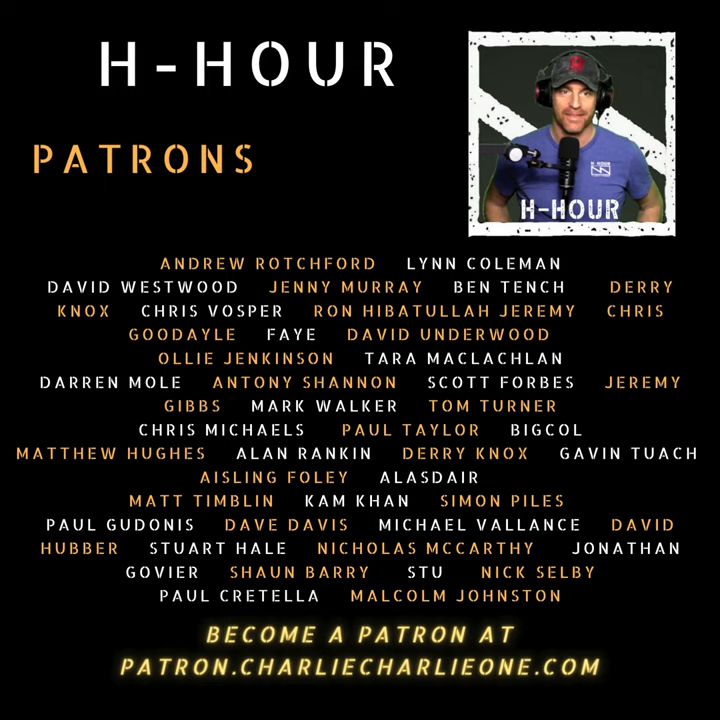 H-HOUR
PATRONS
H HOUR
H-HOUR
ANDREW ROTCHFORD LYNN COLEMAN
DAVID WESTWOOD JENNY MURRAY BEN TENCH DERRY
KNOX CHRIS VOSPER RON HIBATULLAH JEREMY CHRIS
GOODAYLE FAYE DAVID UNDERWOOD
OLLIE JENKINSON TARA MACLACHLAN
DARREN MOLE ANTONY SHANNON SCOTT FORBES JEREMY
GIBBS MARK WALKER TOM TURNER
CHRIS MICHAELS PAUL TAYLOR BIGCOL
MATTHEW HUGHES ALAN RANKIN DERRY KNOX GAVIN TUACH
AISLING FOLEY ALASDAIR
MATT TIMBLIN KAM KHAN SIMON PILES
PAUL GUDONIS DAVE DAVIS MICHAEL VALLANCE DAVID
HUBBER STUART HALE NICHOLAS MCCARTHY JONATHAN
GOVIER SHAUN BARRY STU NICK SELBY
PAUL CRETELLA MALCOLM JOHNSTON
BECOME A PATRON AT
PATRON.CHARLIECHARLIEONE.COM